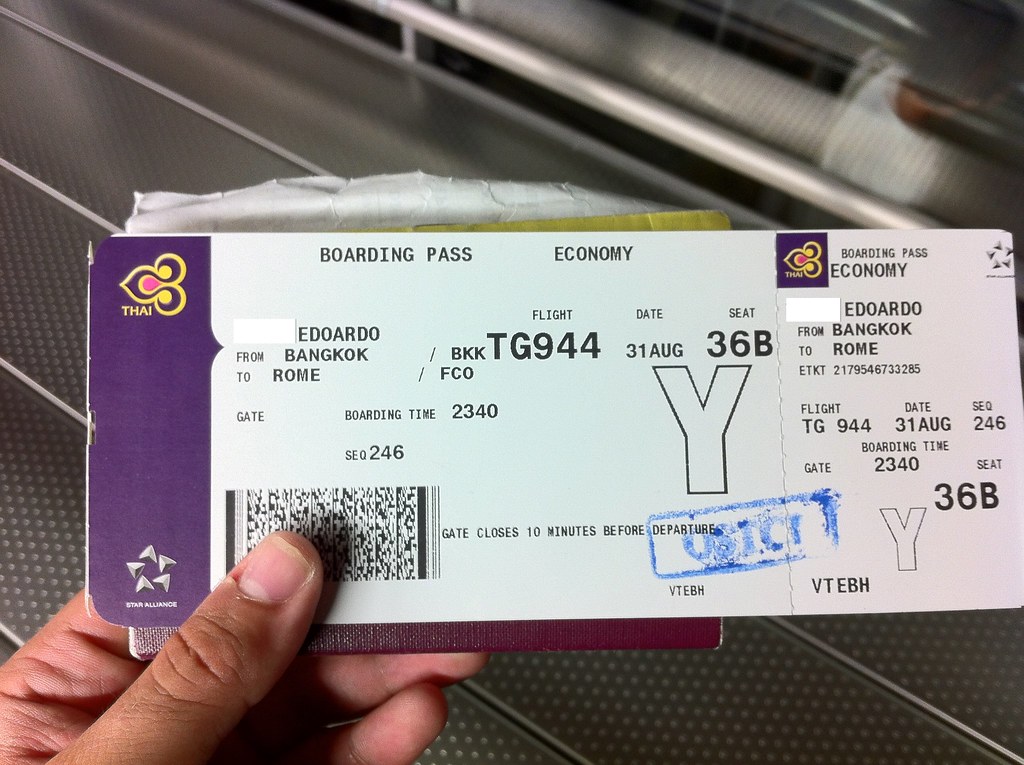 THAI
STAR ALLIANCE
BOARDING PASS ECONOMY
EDOARDO
FROM BANGKOK / BKK
TO ROME / FCO
FLIGHT DATE SEAT
TG944 31AUG 36B
GATE BOARDING TIME 2340
SEQ 246
Y
GATE CLOSES 10 MINUTES BEFORE DEPARTURE
VTEBH
THAI
BOARDING PASS
ECONOMY
EDOARDO
FROM BANGKOK
TO ROME
ETKT 2179546733285
FLIGHT DATE SEQ
TG 944 31AUG 246
BOARDING TIME
GATE 2340 SEAT
36B
Y
VTEBH